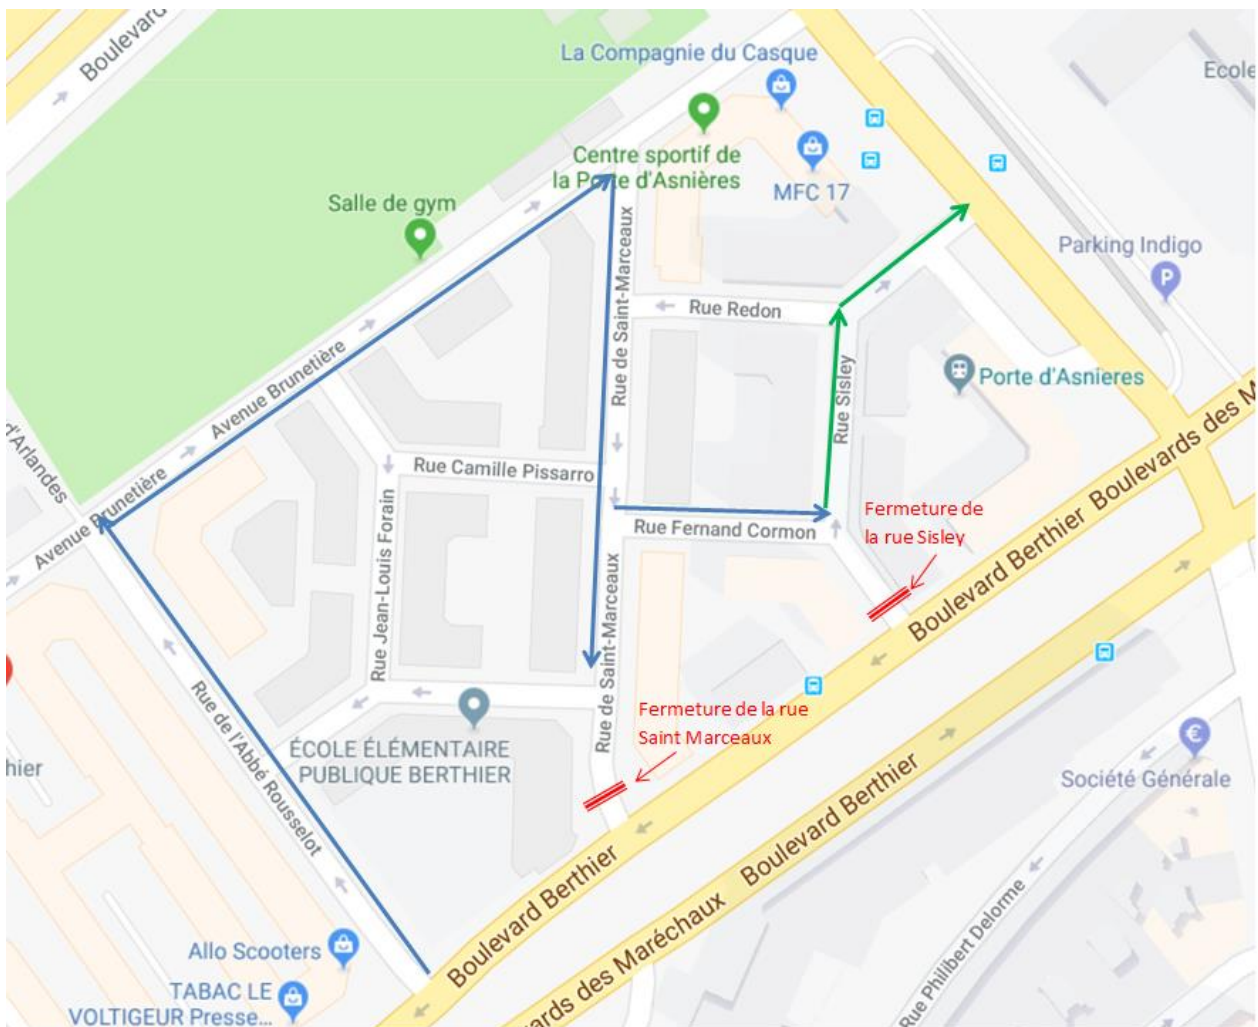 Boulevard
La Compagnie du Casque
Ecole
Centre sportif de
la Porte d'Asnières
MFC 17
Salle de gym
Parking Indigo
P
Rue de Saint-Marceaux
Rue Redon
Avenue Brunetière
Rue Sisley
Porte d'Asnieres
Boulevards des M
d'Arlandes
Avenue Brunetière
Rue Camille Pissarro
Rue Jean-Louis Forain
Rue Fernand Cormon
Fermeture de
la rue Sisley
Boulevard Berthier
Rue de Saint-Marceaux
Rue de l'Abbé Rousselot
ÉCOLE ÉLÉMENTAIRE
PUBLIQUE BERTHIER
Fermeture de la rue
Saint Marceaux
hier
€
Société Générale
Boulevard Berthier
Boulevard Berthier
Allo Scooters
TABAC LE
VOLTIGEUR Presse...
ards des Maréchaux
Rue Philibert Delorme